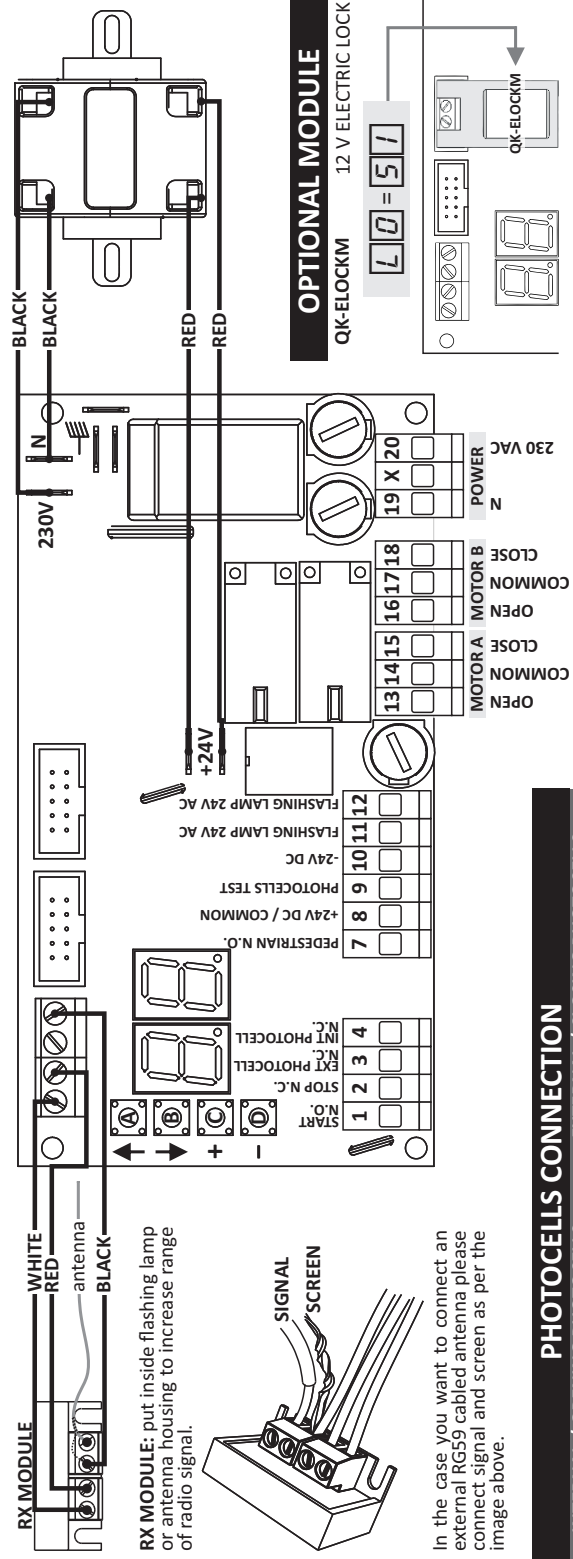 RX MODULE
WHITE
RED
antenna
BLACK
RX MODULE: put inside flashing lamp
or antenna housing to increase range
of radio signal.
SIGNAL
SCREEN
In the case you want to connect an
external RG59 cabled antenna please
connect signal and screen as per the
image above.
A
B
C
D
+
−
1
2
3
4
START
N.O.
STOP N.C.
EXT PHOTOCELL
N.C.
INT PHOTOCELL
N.C.
7
8
9
10
11
12
PEDESTRIAN N.O.
+24V DC / COMMON
PHOTOCELLS TEST
-24V DC
FLASHING LAMP 24V AC
FLASHING LAMP 24V AC
+24V
230V
N
BLACK
BLACK
RED
RED
13 14 15
MOTOR A
OPEN
COMMON
CLOSE
16 17 18
MOTOR B
OPEN
COMMON
CLOSE
19 X 20
POWER
N
230 VAC
OPTIONAL MODULE
QK-ELOCKM
12 V ELECTRIC LOCK
L0=51
QK-ELOCKM
PHOTOCELLS CONNECTION